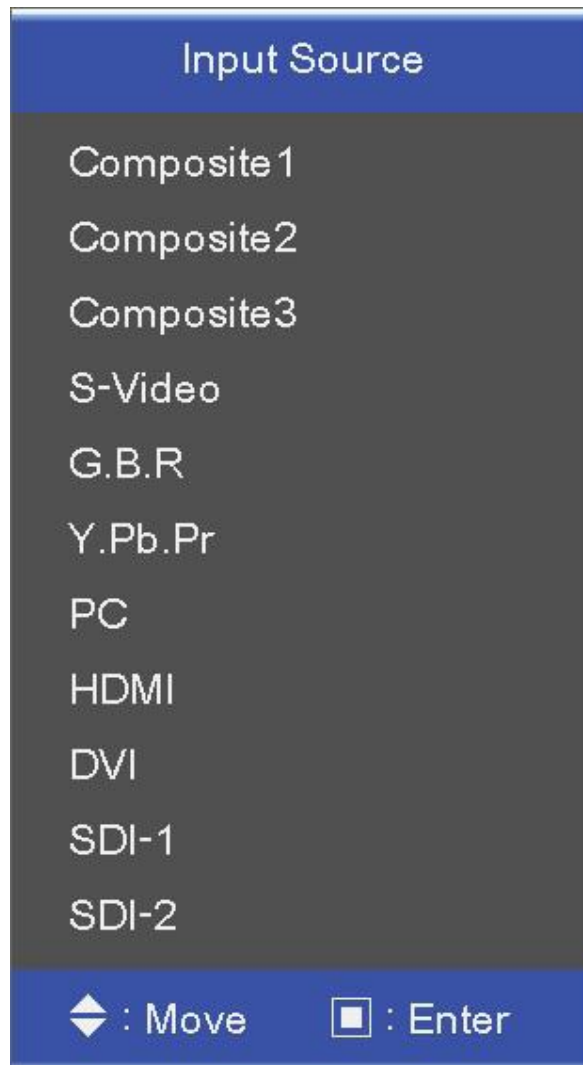 Input Source
Composite1
Composite2
Composite3
S-Video
G.B.R
Y.Pb.Pr
PC
HDMI
DVI
SDI-1
SDI-2
: Move : Enter